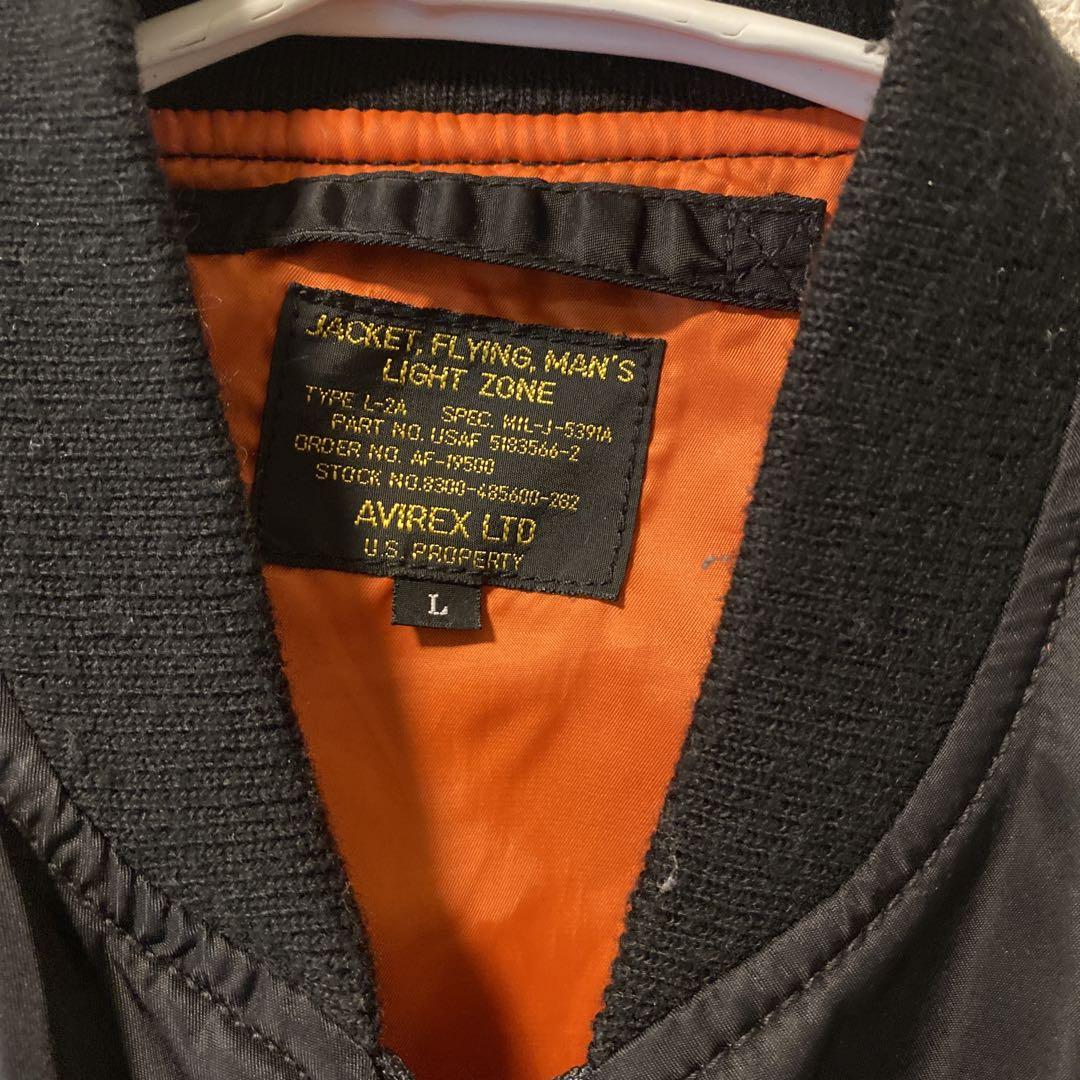 JACKET, FLYING, MAN'S
LIGHT ZONE
TYPE L-2A SPEC. MIL-J-5391A
PART NO. USAF 5183566-2
ORDER NO. AF-19500
STOCK NO.8300-485600-282
AVIREX LTD
U.S. PROPERTY
L